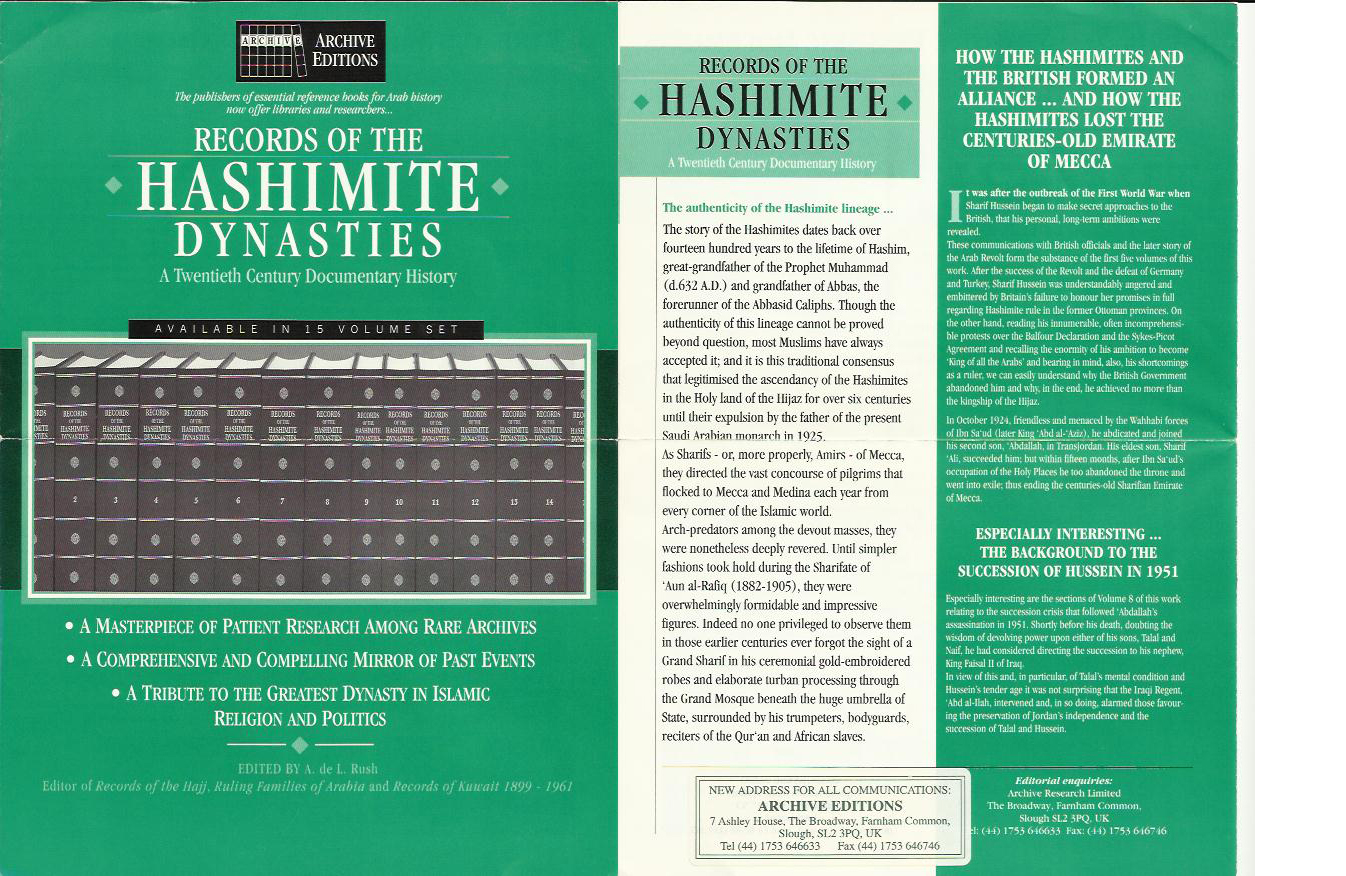 ARCHIVE
ARCHIVE
EDITIONS
The publishers of essential reference books for Arab history
now offer libraries and researchers...
RECORDS OF THE
HASHIMITE
DYNASTIES
A Twentieth Century Documentary History
AVAILABLE IN 15 VOLUME SET
RECORDS OF THE HASHIMITE DYNASTIES
2 3 4 5 6 7 8 9 10 11 12 13 14
• A MASTERPIECE OF PATIENT RESEARCH AMONG RARE ARCHIVES
• A COMPREHENSIVE AND COMPELLING MIRROR OF PAST EVENTS
• A TRIBUTE TO THE GREATEST DYNASTY IN ISLAMIC
RELIGION AND POLITICS
EDITED BY A. de L. Rush
Editor of Records of the Hajj, Ruling Families of Arabia and Records of Kuwait 1899 - 1961
RECORDS OF THE
HASHIMITE
DYNASTIES
A Twentieth Century Documentary History
The authenticity of the Hashimite lineage ...
The story of the Hashimites dates back over
fourteen hundred years to the lifetime of Hashim,
great-grandfather of the Prophet Muhammad
(d.632 A.D.) and grandfather of Abbas, the
forerunner of the Abbasid Caliphs. Though the
authenticity of this lineage cannot be proved
beyond question, most Muslims have always
accepted it; and it is this traditional consensus
that legitimised the ascendancy of the Hashimites
in the Holy land of the Hijaz for over six centuries
until their expulsion by the father of the present
Saudi Arabian monarch in 1925.
As Sharifs - or, more properly, Amirs - of Mecca,
they directed the vast concourse of pilgrims that
flocked to Mecca and Medina each year from
every corner of the Islamic world.
Arch-predators among the devout masses, they
were nonetheless deeply revered. Until simpler
fashions took hold during the Sharifate of
'Aun al-Rafiq (1882-1905), they were
overwhelmingly formidable and impressive
figures. Indeed no one privileged to observe them
in those earlier centuries ever forgot the sight of a
Grand Sharif in his ceremonial gold-embroidered
robes and elaborate turban processing through
the Grand Mosque beneath the huge umbrella of
State, surrounded by his trumpeters, bodyguards,
reciters of the Qur'an and African slaves.
NEW ADDRESS FOR ALL COMMUNICATIONS:
ARCHIVE EDITIONS
7 Ashley House, The Broadway, Farnham Common,
Slough, SL2 3PQ, UK
Tel (44) 1753 646633 Fax (44) 1753 646746
HOW THE HASHIMITES AND
THE BRITISH FORMED AN
ALLIANCE ... AND HOW THE
HASHIMITES LOST THE
CENTURIES-OLD EMIRATE
OF MECCA
It was after the outbreak of the First World War when
Sharif Hussein began to make secret approaches to the
British, that his personal, long-term ambitions were
revealed.
These communications with British officials and the later story of
the Arab Revolt form the substance of the first five volumes of this
work. After the success of the Revolt and the defeat of Germany
and Turkey, Sharif Hussein was understandably angered and
embittered by Britain's failure to honour her promises in full
regarding Hashimite rule in the former Ottoman provinces. On
the other hand, reading his innumerable, often incomprehensi-
ble protests over the Balfour Declaration and the Sykes-Picot
Agreement and recalling the enormity of his ambition to become
'King of all the Arabs' and bearing in mind, also, his shortcomings
as a ruler, we can easily understand why the British Government
abandoned him and why, in the end, he achieved no more than
the kingship of the Hijaz.
In October 1924, friendless and menaced by the Wahhabi forces
of Ibn Sa'ud (later King 'Abd al-'Aziz), he abdicated and joined
his second son, 'Abdallah, in Transjordan. His eldest son, Sharif
'Ali, succeeded him; but within fifteen months, after Ibn Sa'ud's
occupation of the Holy Places he too abandoned the throne and
went into exile; thus ending the centuries-old Sharifian Emirate
of Mecca.
ESPECIALLY INTERESTING ...
THE BACKGROUND TO THE
SUCCESSION OF HUSSEIN IN 1951
Especially interesting are the sections of Volume 8 of this work
relating to the succession crisis that followed 'Abdallah's
assassination in 1951. Shortly before his death, doubting the
wisdom of devolving power upon either of his sons, Talal and
Naif, he had considered directing the succession to his nephew,
King Faisal II of Iraq.
In view of this and, in particular, of Talal's mental condition and
Hussein's tender age it was not surprising that the Iraqi Regent,
'Abd al-Ilah, intervened and, in so doing, alarmed those favour-
ing the preservation of Jordan's independence and the
succession of Talal and Hussein.
Editorial enquiries:
Archive Research Limited
The Broadway, Farnham Common,
Slough SL2 3PQ, UK
el: (44) 1753 646633 Fax: (44) 1753 646746